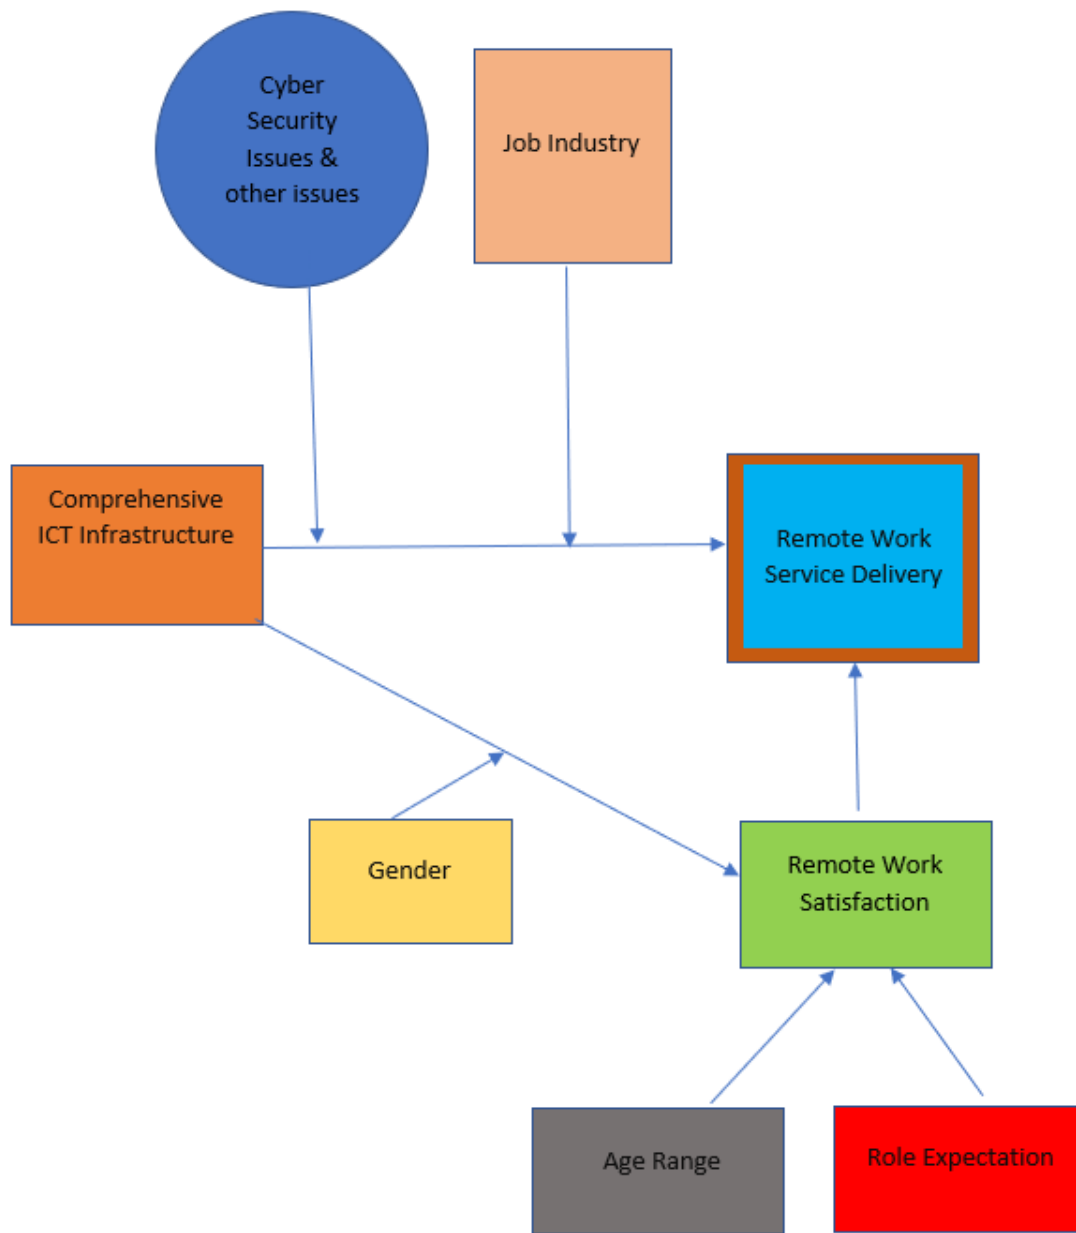 Cyber
Security
Issues &
other issues
Job Industry
Comprehensive
ICT Infrastructure
Remote Work
Service Delivery
Gender
Remote Work
Satisfaction
Age Range
Role Expectation